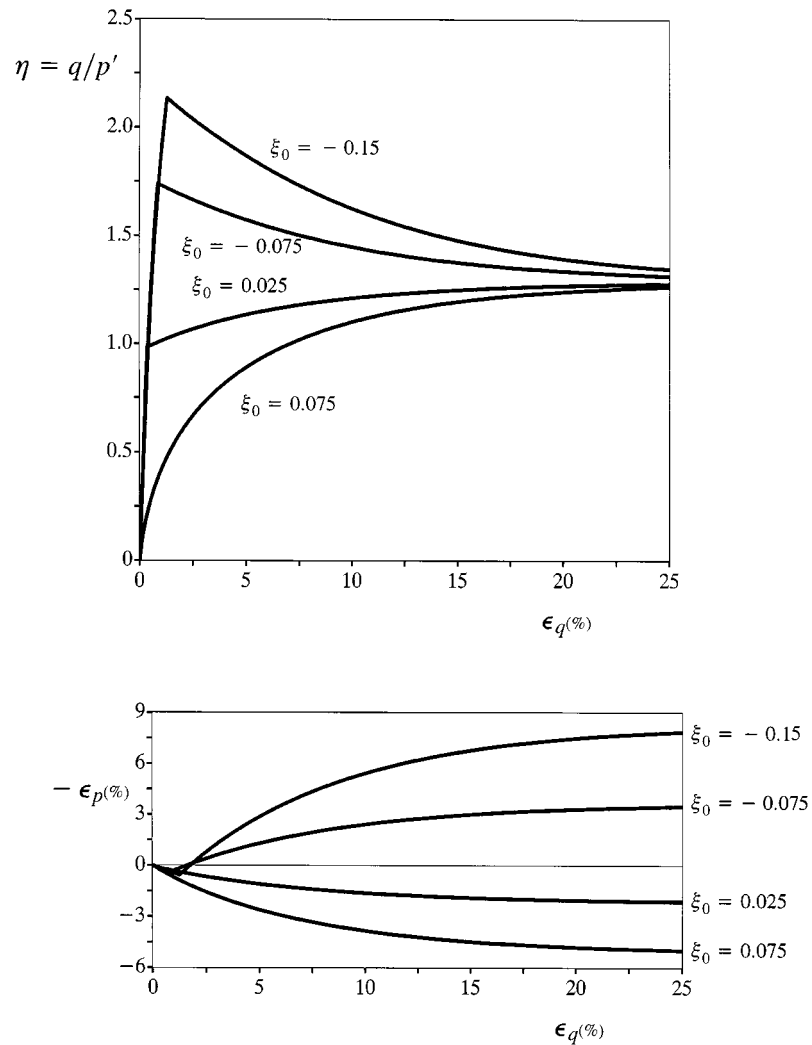 2.5
η = q/p′
2.0
ξ₀ = − 0.15
1.5
ξ₀ = − 0.075
ξ₀ = 0.025
1.0
ξ₀ = 0.075
0.5
0
0 5 10 15 20 25
ϵq(%)
9
ξ₀ = − 0.15
6
− ϵp(%)
ξ₀ = − 0.075
3
0
ξ₀ = 0.025
−3
ξ₀ = 0.075
−6
0 5 10 15 20 25
ϵq(%)